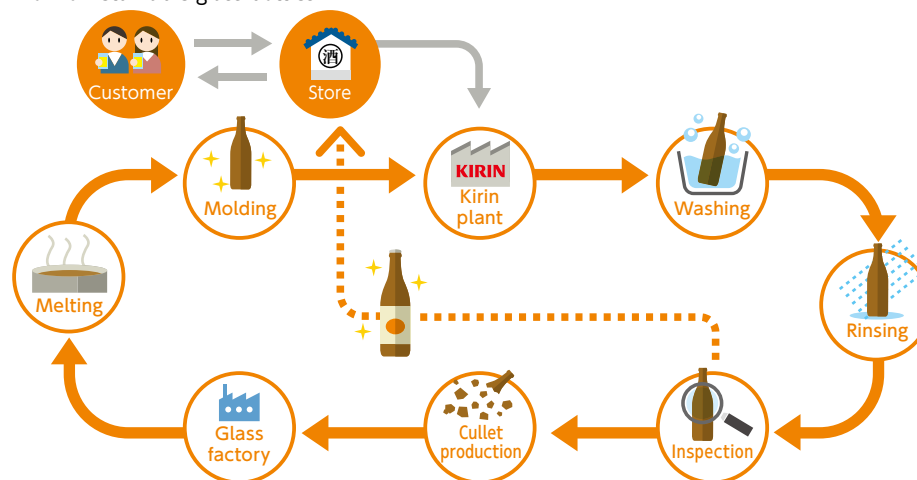 Customer
酒
Store
Molding
KIRIN
Kirin
plant
Washing
Melting
Rinsing
Glass
factory
Cullet
production
Inspection